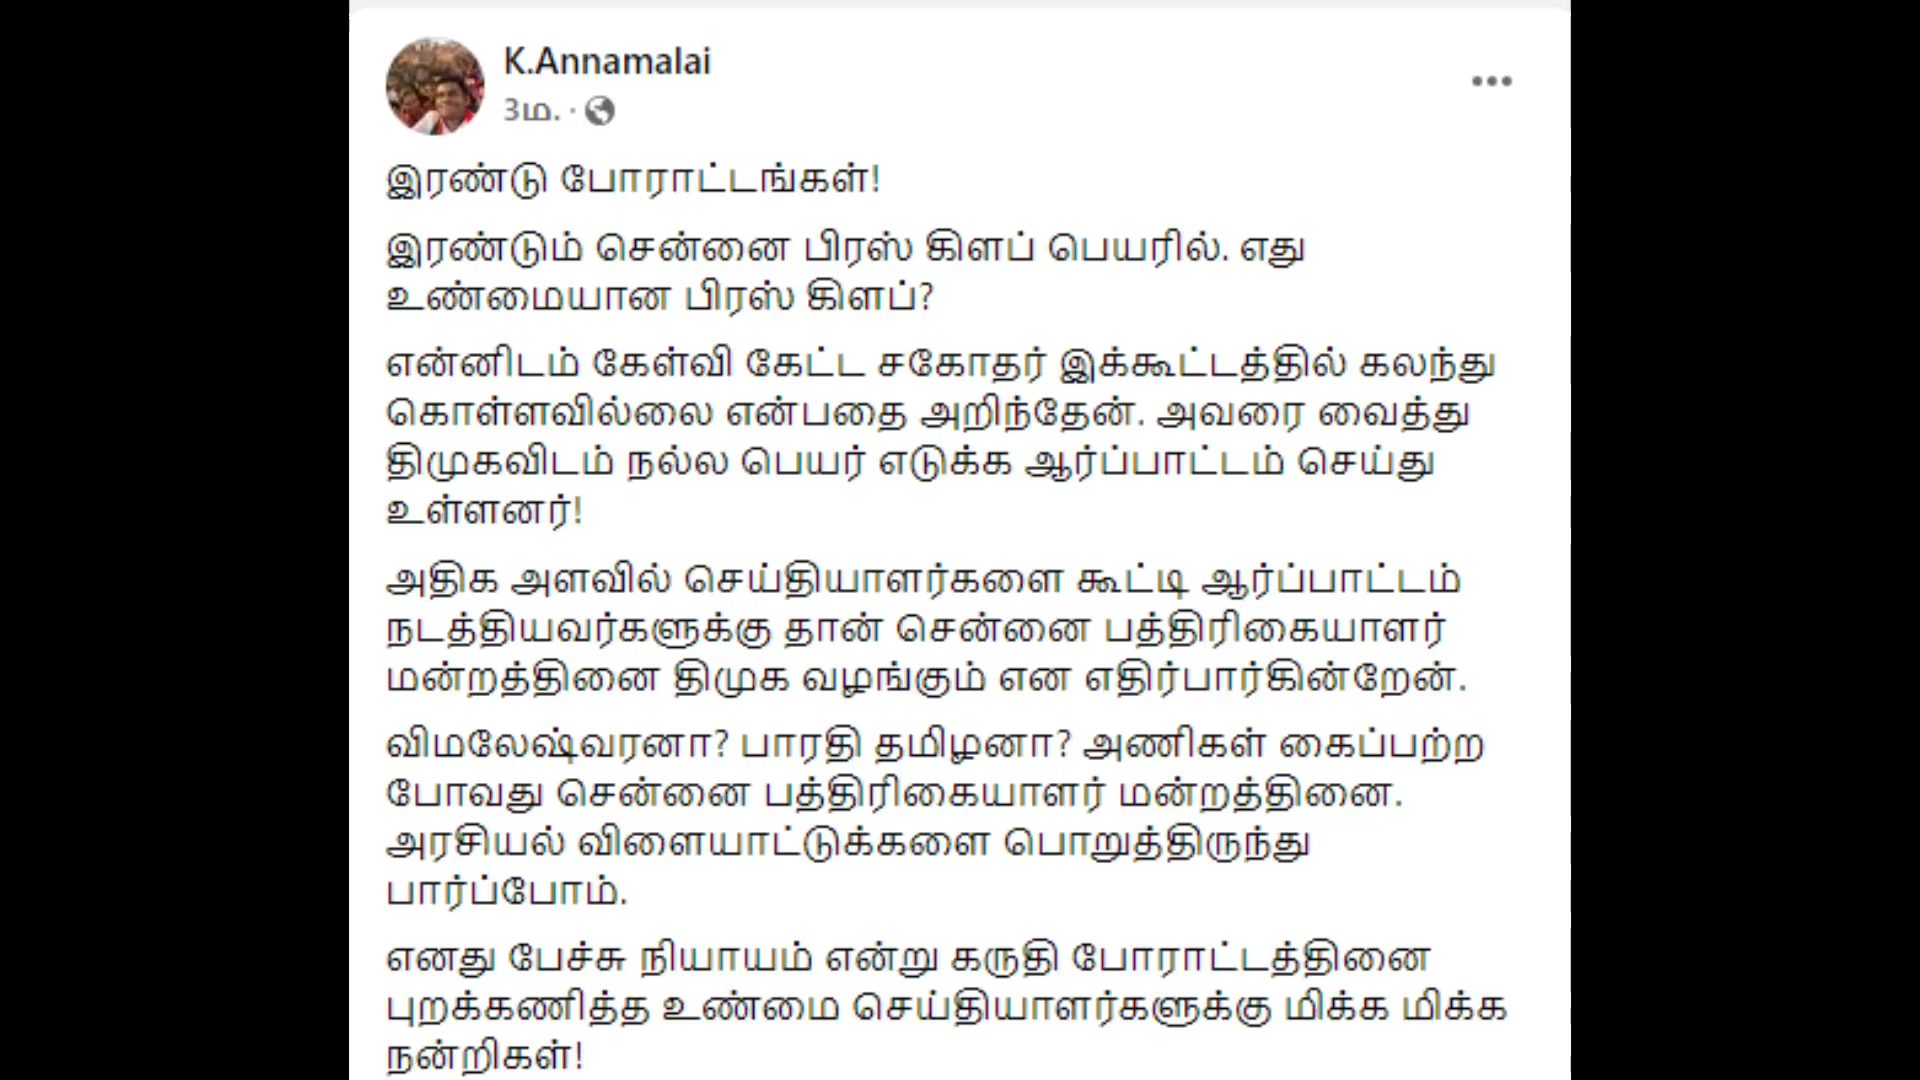 K.Annamalai
3ம. ·
இரண்டு போராட்டங்கள்!
இரண்டும் சென்னை பிரஸ் கிளப் பெயரில். எது
உண்மையான பிரஸ் கிளப்?
என்னிடம் கேள்வி கேட்ட சகோதர் இக்கூட்டத்தில் கலந்து
கொள்ளவில்லை என்பதை அறிந்தேன். அவரை வைத்து
திமுகவிடம் நல்ல பெயர் எடுக்க ஆர்ப்பாட்டம் செய்து
உள்ளனர்!
அதிக அளவில் செய்தியாளர்களை கூட்டி ஆர்ப்பாட்டம்
நடத்தியவர்களுக்கு தான் சென்னை பத்திரிகையாளர்
மன்றத்தினை திமுக வழங்கும் என எதிர்பார்கின்றேன்.
விமலேஷ்வரனா? பாரதி தமிழனா? அணிகள் கைப்பற்ற
போவது சென்னை பத்திரிகையாளர் மன்றத்தினை.
அரசியல் விளையாட்டுக்களை பொறுத்திருந்து
பார்ப்போம்.
எனது பேச்சு நியாயம் என்று கருதி போராட்டத்தினை
புறக்கணித்த உண்மை செய்தியாளர்களுக்கு மிக்க மிக்க
நன்றிகள்!